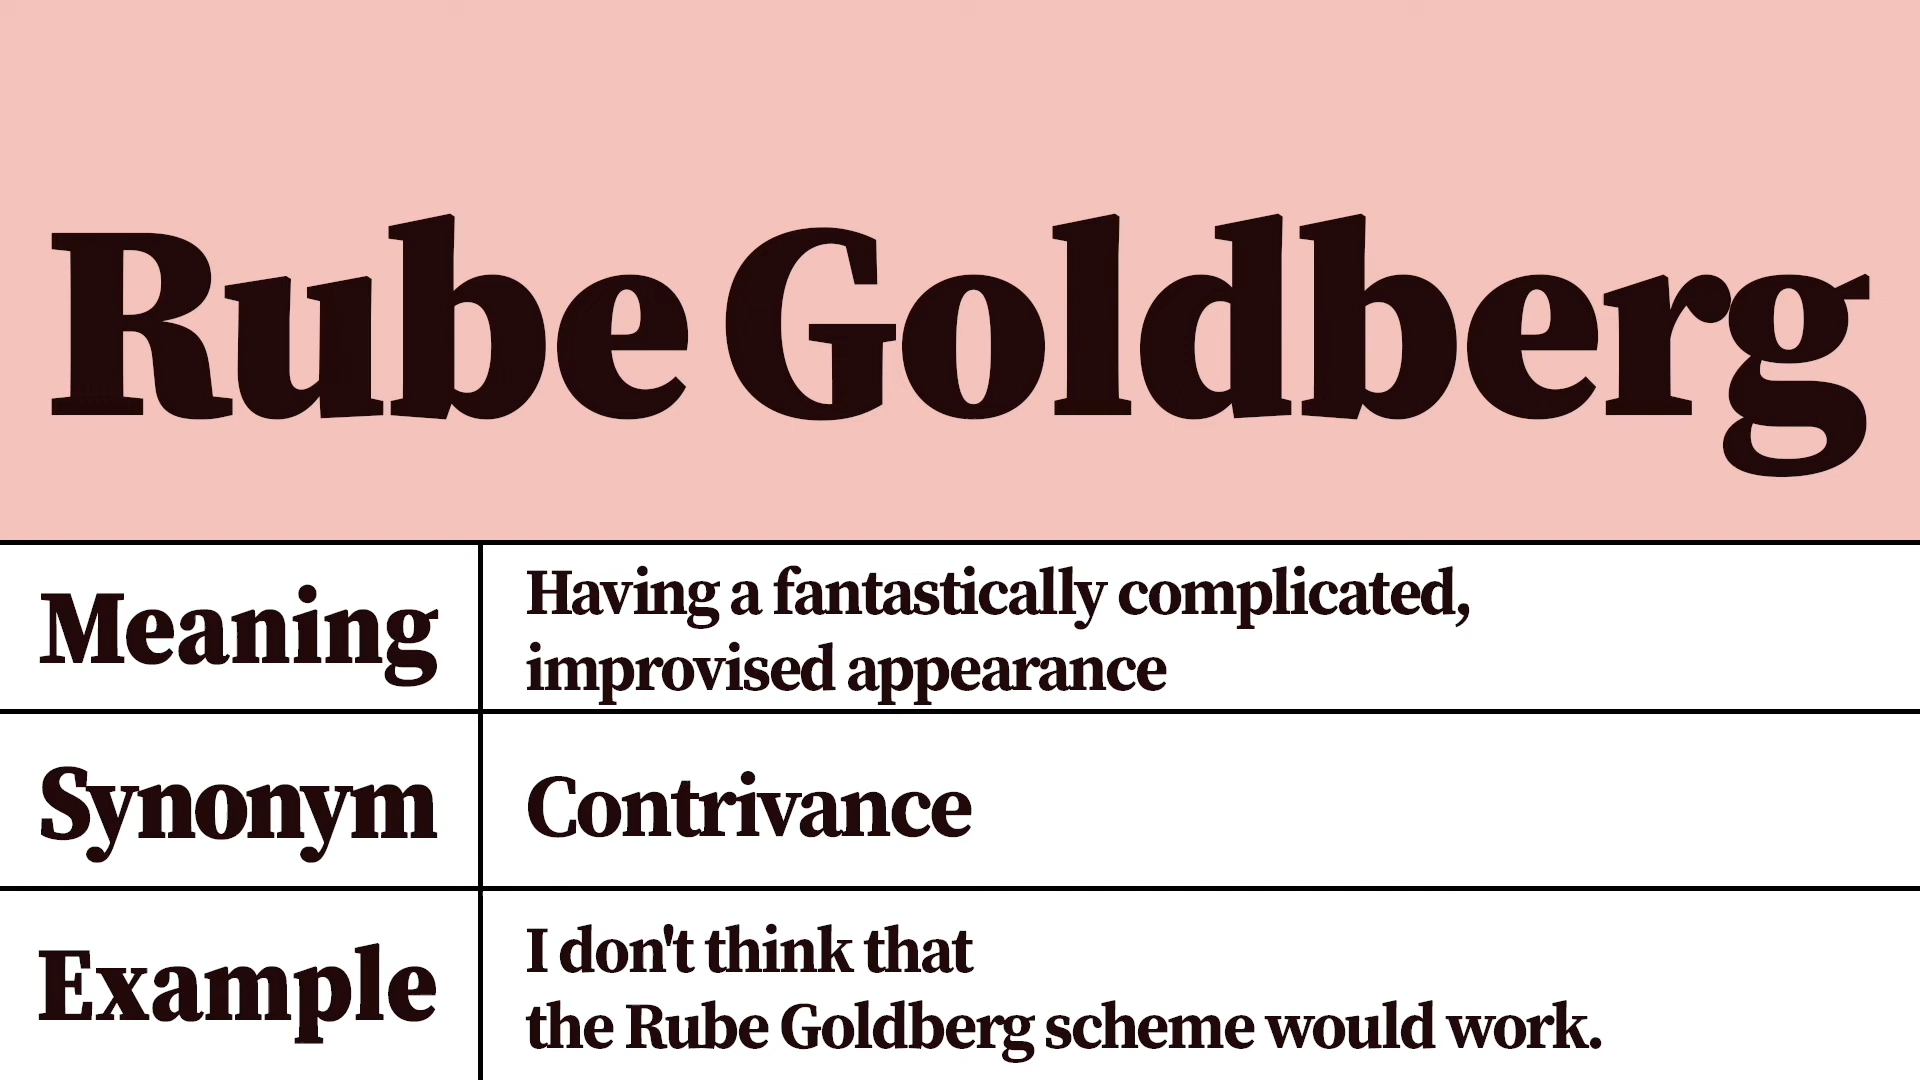 Rube Goldberg
Meaning
Having a fantastically complicated,
improvised appearance
Synonym
Contrivance
Example
I don't think that
the Rube Goldberg scheme would work.